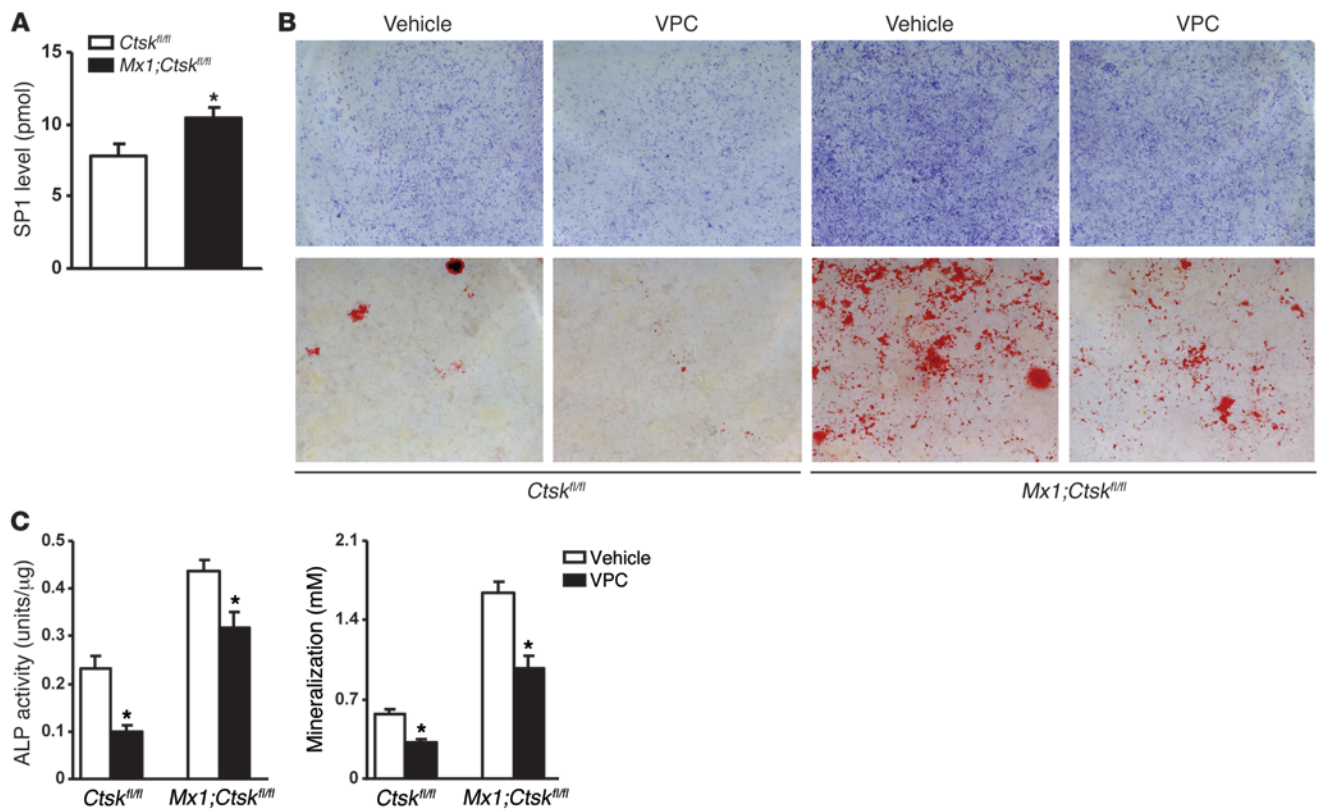 A
Ctskfl/fl
Mx1;Ctskfl/fl
15
10
5
0
SP1 level (pmol)
*
B
Vehicle
VPC
Vehicle
VPC
Ctskfl/fl
Mx1;Ctskfl/fl
C
0.5
0.4
0.3
0.2
0.1
0
ALP activity (units/μg)
*
*
Ctskfl/fl
Mx1;Ctskfl/fl
2.1
1.4
0.7
0
Mineralization (mM)
*
*
Ctskfl/fl
Mx1;Ctskfl/fl
Vehicle
VPC